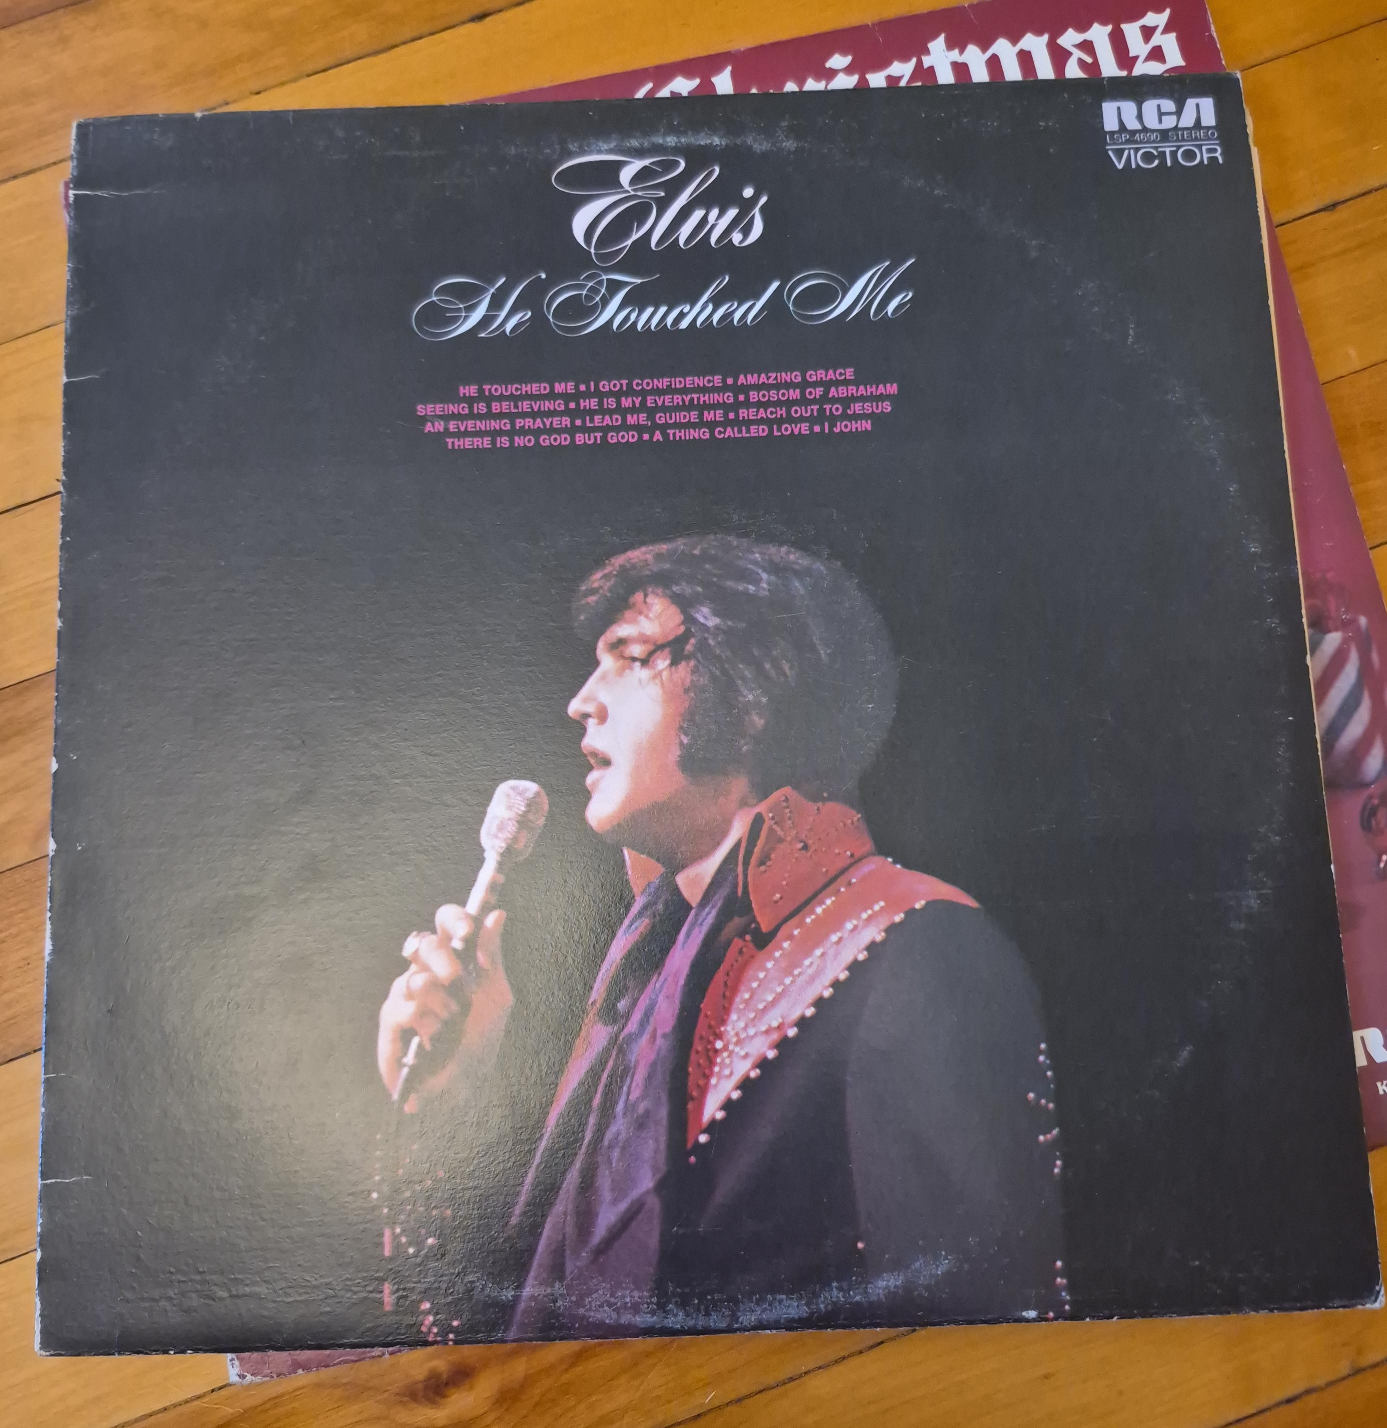 Christmas
RCA
LSP-4690 STEREO
VICTOR
Elvis
He Touched Me
HE TOUCHED ME ▪ I GOT CONFIDENCE ▪ AMAZING GRACE
SEEING IS BELIEVING ▪ HE IS MY EVERYTHING ▪ BOSOM OF ABRAHAM
AN EVENING PRAYER ▪ LEAD ME, GUIDE ME ▪ REACH OUT TO JESUS
THERE IS NO GOD BUT GOD ▪ A THING CALLED LOVE ▪ I JOHN
R
K